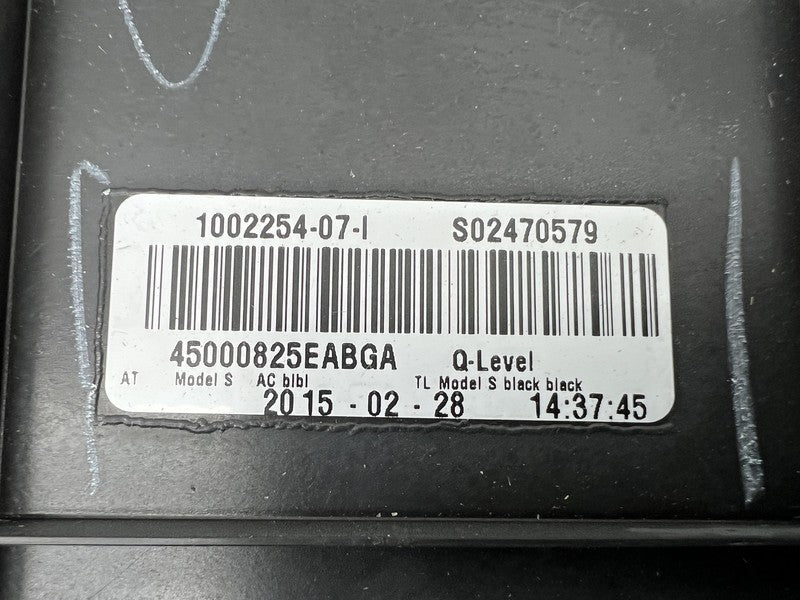 1002254-07-I S02470579
45000825EABGA Q-Level
AT Model S AC blbl TL Model S black black
2015 - 02 - 28 14:37:45